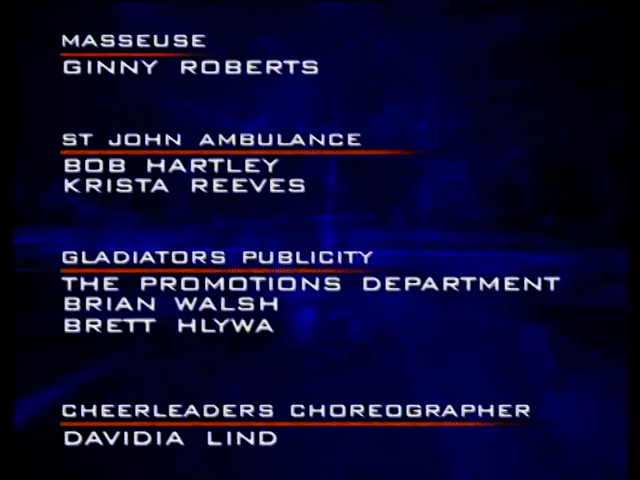 MASSEUSE
GINNY ROBERTS
ST JOHN AMBULANCE
BOB HARTLEY
KRISTA REEVES
GLADIATORS PUBLICITY
THE PROMOTIONS DEPARTMENT
BRIAN WALSH
BRETT HLYWA
CHEERLEADERS CHOREOGRAPHER
DAVIDIA LIND